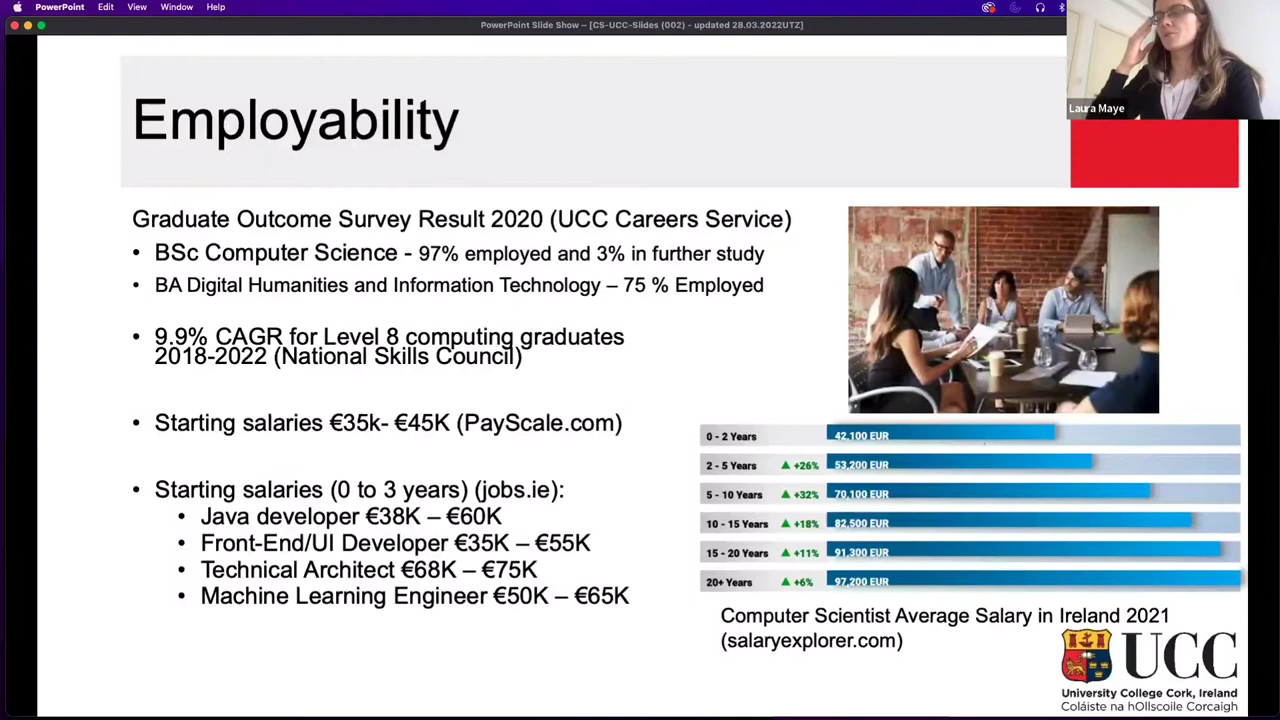 PowerPoint Edit View Window Help
PowerPoint Slide Show – [CS-UCC-Slides (002) - updated 28.03.2022UTZ]
Laura Maye
Employability
Graduate Outcome Survey Result 2020 (UCC Careers Service)
• BSc Computer Science - 97% employed and 3% in further study
• BA Digital Humanities and Information Technology – 75 % Employed
• 9.9% CAGR for Level 8 computing graduates
2018-2022 (National Skills Council)
• Starting salaries €35k- €45K (PayScale.com)
• Starting salaries (0 to 3 years) (jobs.ie):
• Java developer €38K – €60K
• Front-End/UI Developer €35K – €55K
• Technical Architect €68K – €75K
• Machine Learning Engineer €50K – €65K
0 - 2 Years 42,100 EUR
2 - 5 Years ▲ +26% 53,200 EUR
5 - 10 Years ▲ +32% 70,100 EUR
10 - 15 Years ▲ +18% 82,500 EUR
15 - 20 Years ▲ +11% 91,300 EUR
20+ Years ▲ +6% 97,200 EUR
Computer Scientist Average Salary in Ireland 2021
(salaryexplorer.com)
UCC
University College Cork, Ireland
Coláiste na hOllscoile Corcaigh